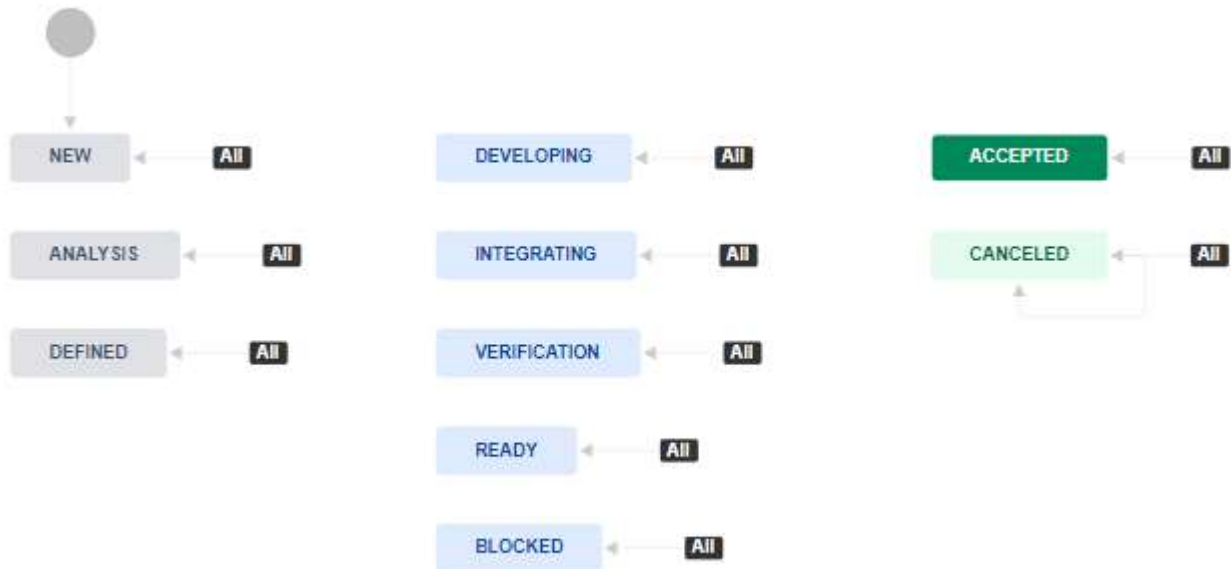 NEW All DEVELOPING All ACCEPTED All
ANALYSIS All INTEGRATING All CANCELED All
DEFINED All VERIFICATION All
READY All
BLOCKED All